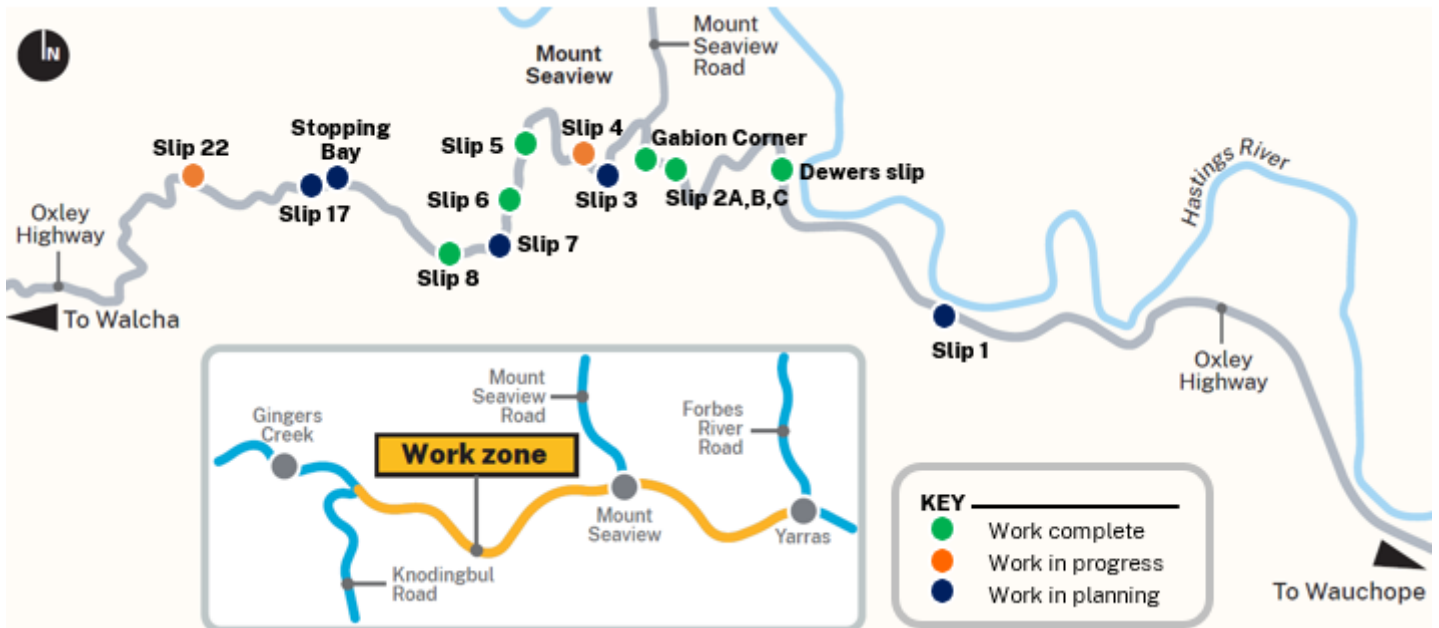 N
Mount
Seaview
Road
Mount
Seaview
Slip 5
Slip 4
Gabion Corner
Stopping
Bay
Slip 22
Dewers slip
Hastings River
Slip 6
Slip 3
Slip 2A,B,C
Slip 17
Oxley
Highway
Slip 7
Slip 8
To Walcha
Slip 1
Oxley
Highway
Mount
Seaview
Road
Gingers
Creek
Forbes
River
Road
Work zone
Mount
Seaview
Yarras
Knodingbul
Road
KEY
Work complete
Work in progress
Work in planning
To Wauchope